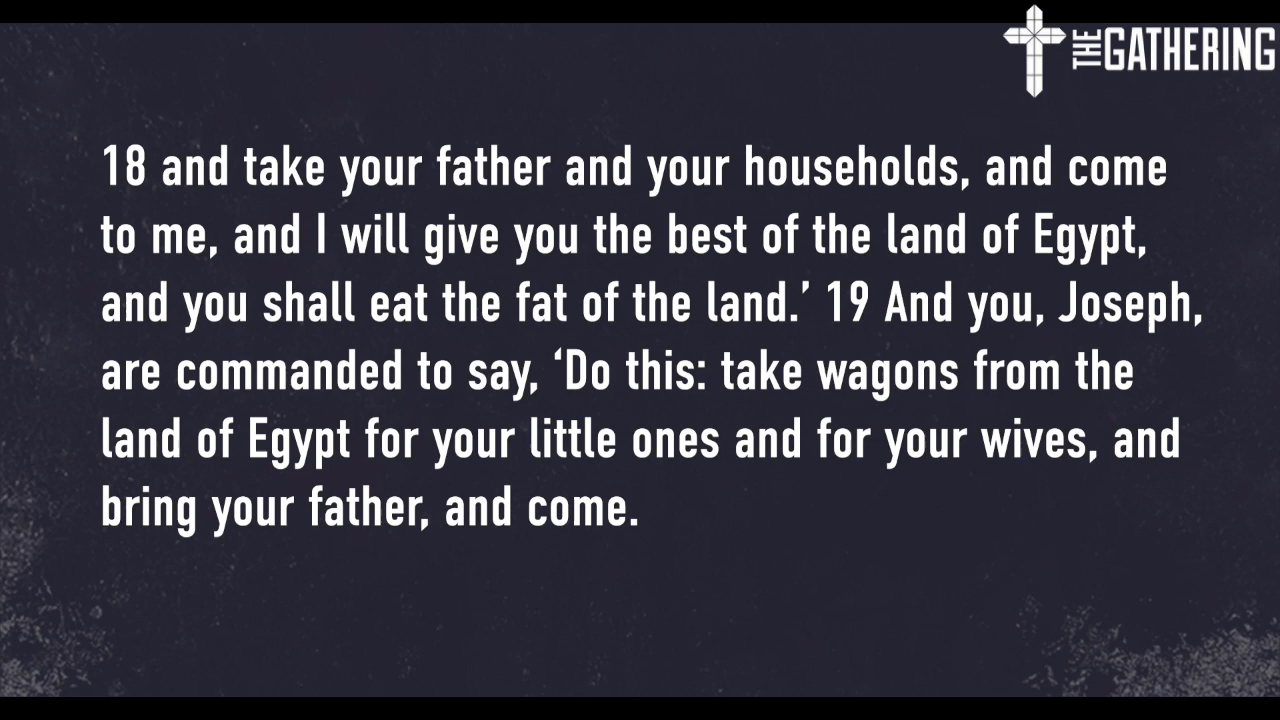 THE GATHERING
18 and take your father and your households, and come
to me, and I will give you the best of the land of Egypt,
and you shall eat the fat of the land.’ 19 And you, Joseph,
are commanded to say, ‘Do this: take wagons from the
land of Egypt for your little ones and for your wives, and
bring your father, and come.